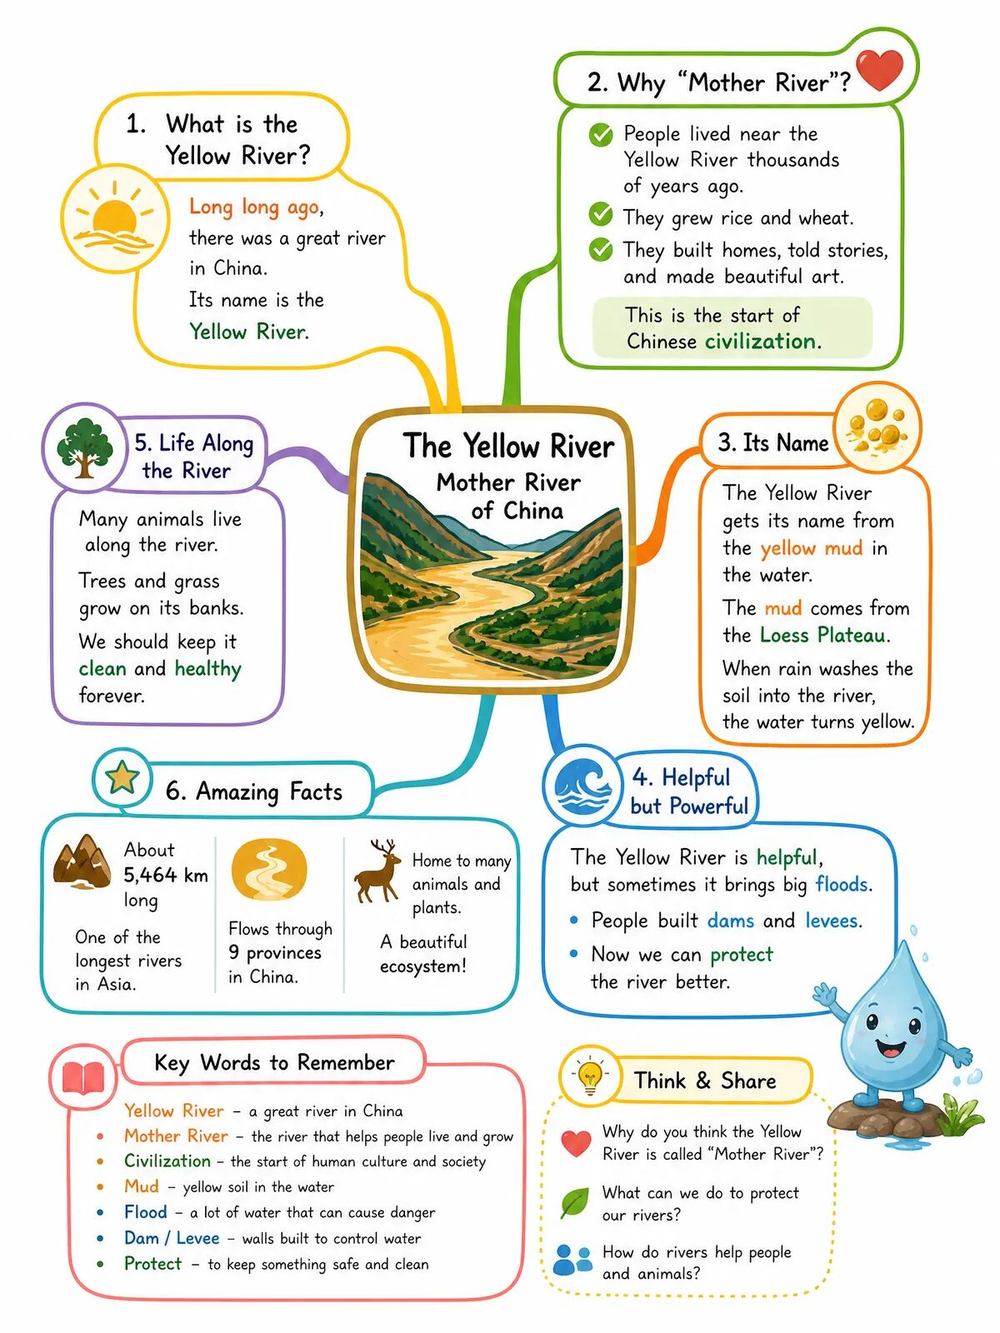 The Yellow River
Mother River
of China
1. What is the
Yellow River?
Long long ago,
there was a great river
in China.
Its name is the
Yellow River.
2. Why “Mother River”?
People lived near the
Yellow River thousands
of years ago.
They grew rice and wheat.
They built homes, told stories,
and made beautiful art.
This is the start of
Chinese civilization.
3. Its Name
The Yellow River
gets its name from
the yellow mud in
the water.
The mud comes from
the Loess Plateau.
When rain washes the
soil into the river,
the water turns yellow.
4. Helpful
but Powerful
The Yellow River is helpful,
but sometimes it brings big floods.
• People built dams and levees.
• Now we can protect
the river better.
5. Life Along
the River
Many animals live
along the river.
Trees and grass
grow on its banks.
We should keep it
clean and healthy
forever.
6. Amazing Facts
About
5,464 km
long
One of the
longest rivers
in Asia.
Flows through
9 provinces
in China.
Home to many
animals and
plants.
A beautiful
ecosystem!
Key Words to Remember
Yellow River – a great river in China
• Mother River – the river that helps people live and grow
• Civilization – the start of human culture and society
• Mud – yellow soil in the water
• Flood – a lot of water that can cause danger
• Dam / Levee – walls built to control water
• Protect – to keep something safe and clean
Think & Share
Why do you think the Yellow
River is called “Mother River”?
What can we do to protect
our rivers?
How do rivers help people
and animals?